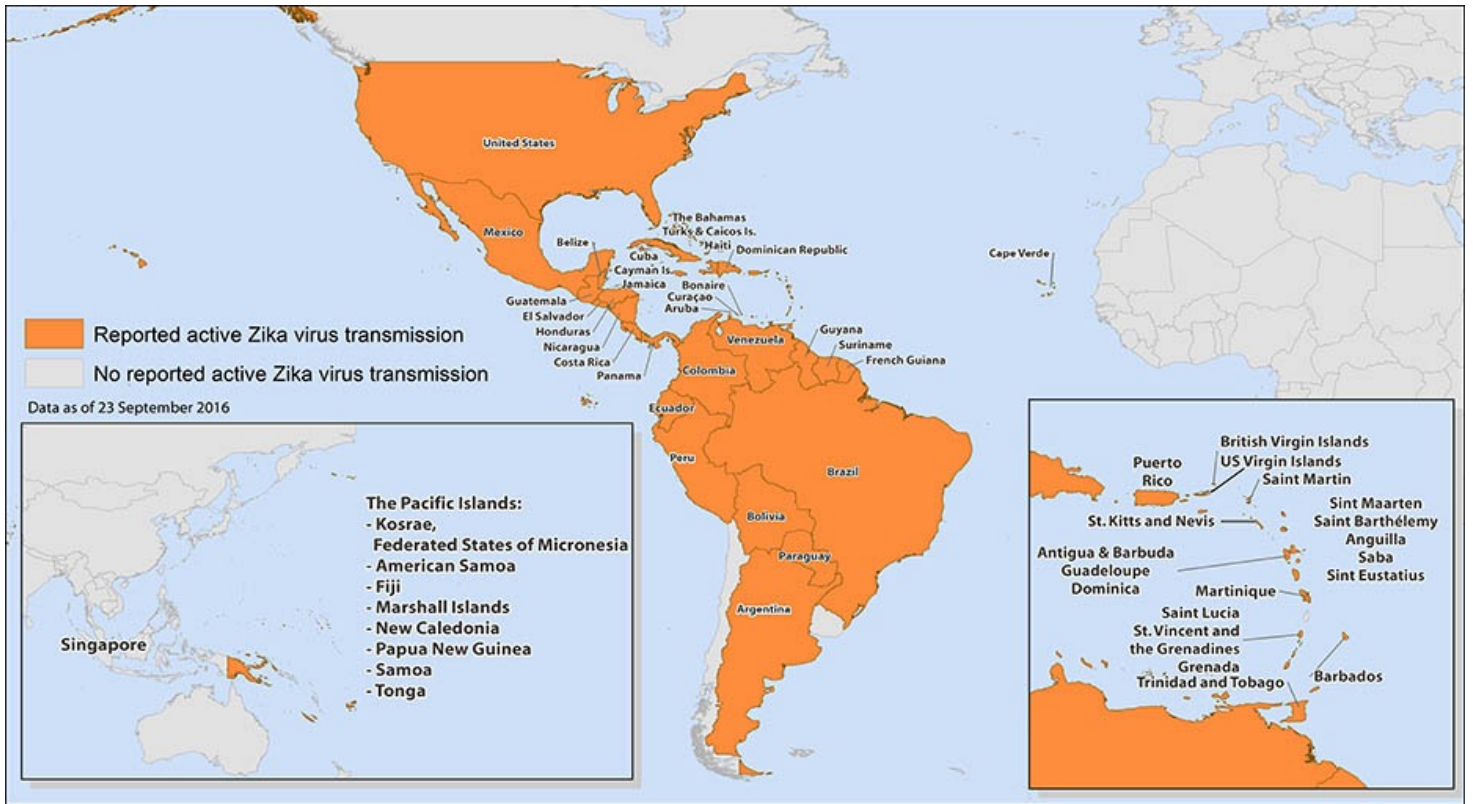 United States
Mexico
The Bahamas
Turks & Caicos Is.
Haiti
Dominican Republic
Belize
Cuba
Cayman Is.
Jamaica
Bonaire
Curaçao
Aruba
Cape Verde
Guatemala
El Salvador
Honduras
Nicaragua
Costa Rica
Panama
Venezuela
Guyana
Suriname
French Guiana
Colombia
Ecuador
Peru
Brazil
Bolivia
Paraguay
Argentina
Reported active Zika virus transmission
No reported active Zika virus transmission
Data as of 23 September 2016
Singapore
The Pacific Islands:
- Kosrae,
Federated States of Micronesia
- American Samoa
- Fiji
- Marshall Islands
- New Caledonia
- Papua New Guinea
- Samoa
- Tonga
British Virgin Islands
US Virgin Islands
Saint Martin
Puerto
Rico
St. Kitts and Nevis
Sint Maarten
Saint Barthélemy
Anguilla
Saba
Sint Eustatius
Antigua & Barbuda
Guadeloupe
Dominica
Martinique
Saint Lucia
St. Vincent and
the Grenadines
Grenada
Trinidad and Tobago
Barbados